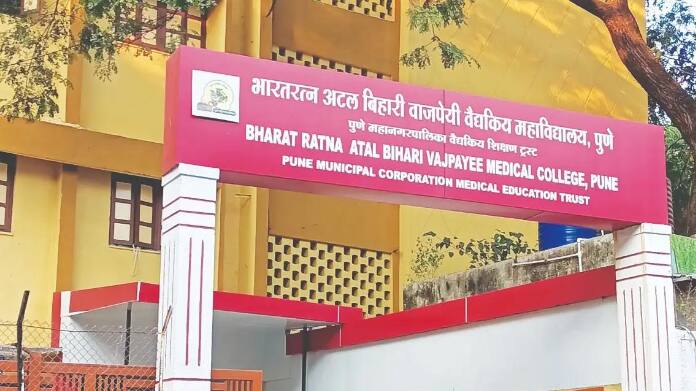 भारतरत्न अटल बिहारी वाजपेयी वैद्यकिय महाविद्यालय, पुणे
पुणे महानगरपालिका वैद्यकिय शिक्षण ट्रस्ट
BHARAT RATNA ATAL BIHARI VAJPAYEE MEDICAL COLLEGE, PUNE
PUNE MUNICIPAL CORPORATION MEDICAL EDUCATION TRUST